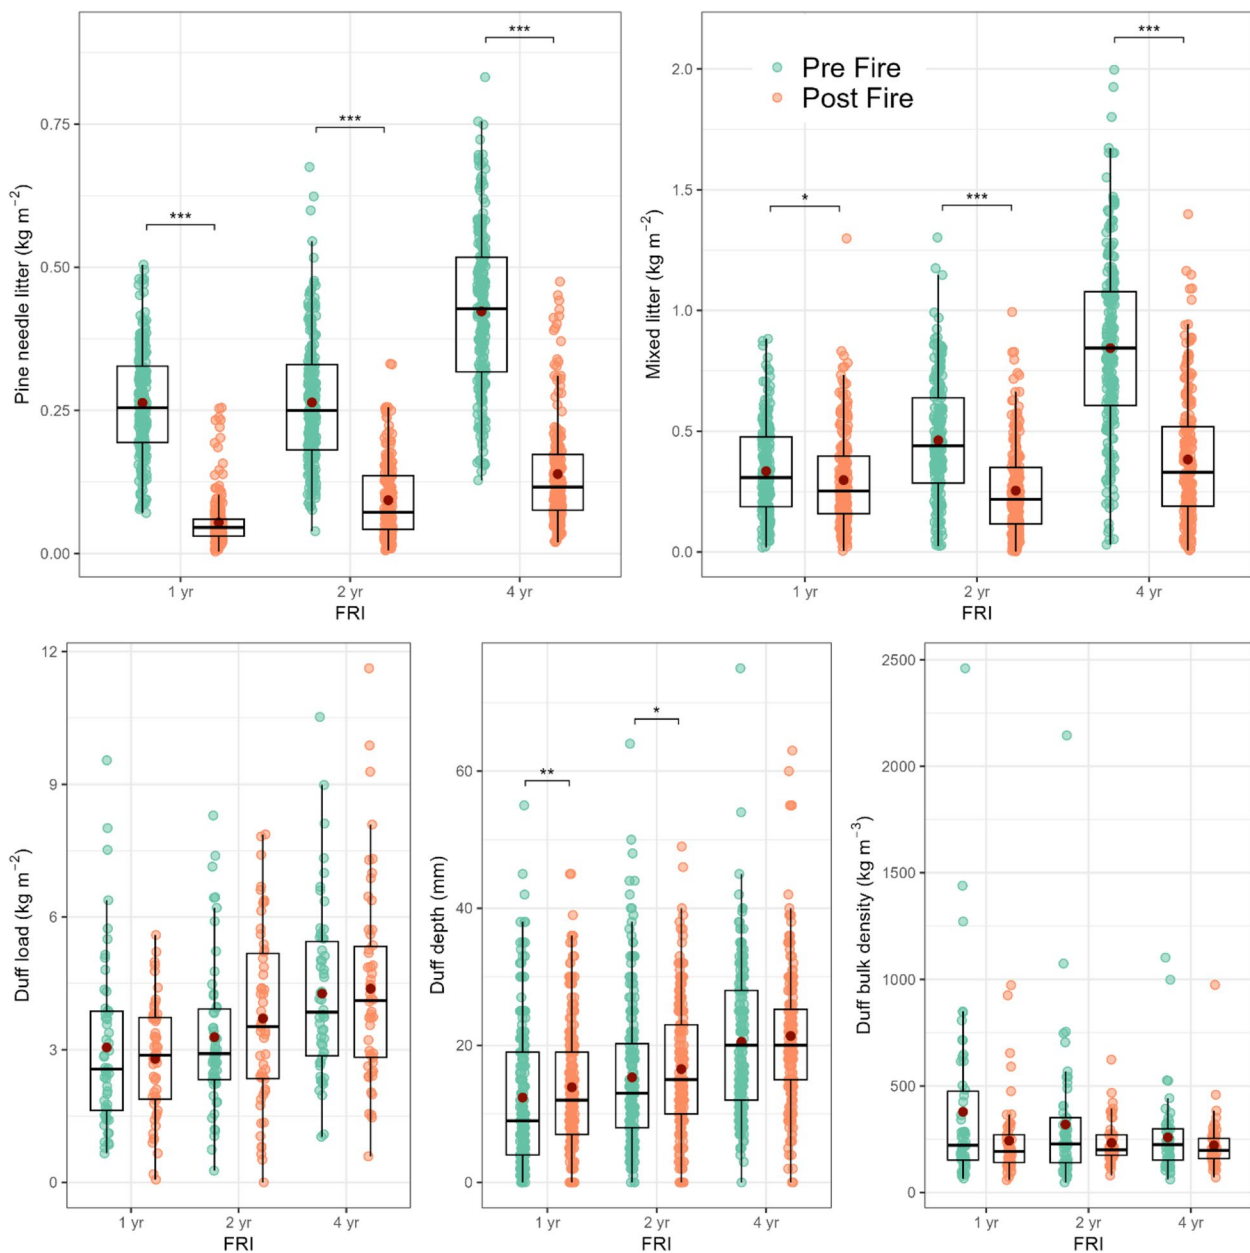 Pine needle litter (kg m−2)
0.75
0.50
0.25
0.00
***
***
***
1 yr
2 yr
4 yr
FRI
Mixed litter (kg m−2)
2.0
1.5
1.0
0.5
0.0
Pre Fire
Post Fire
*
***
***
1 yr
2 yr
4 yr
FRI
Duff load (kg m−2)
12
9
6
3
0
1 yr
2 yr
4 yr
FRI
Duff depth (mm)
60
40
20
0
**
*
1 yr
2 yr
4 yr
FRI
Duff bulk density (kg m−3)
2500
2000
1500
1000
500
0
1 yr
2 yr
4 yr
FRI